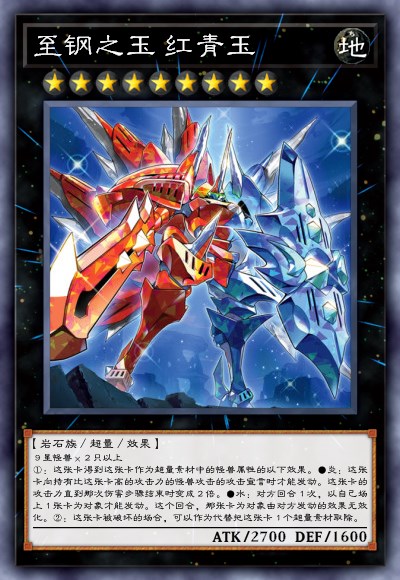 至钢之玉 红青玉
地
【岩石族／超量／效果】
９星怪兽×２只以上
①：这张卡得到这张卡作为超量素材中的怪兽属性的以下效果。●炎：这张
卡向持有比这张卡高的攻击力的怪兽攻击的攻击宣言时才能发动。这张卡的
攻击力直到那次伤害步骤结束时变成２倍。●水：对方回合１次，以自己场
上１张卡为对象才能发动。这个回合，那张卡为对象由对方发动的效果无效
化。②：这张卡被破坏的场合，可以作为代替把这张卡１个超量素材取除。
ATK/2700 DEF/1600